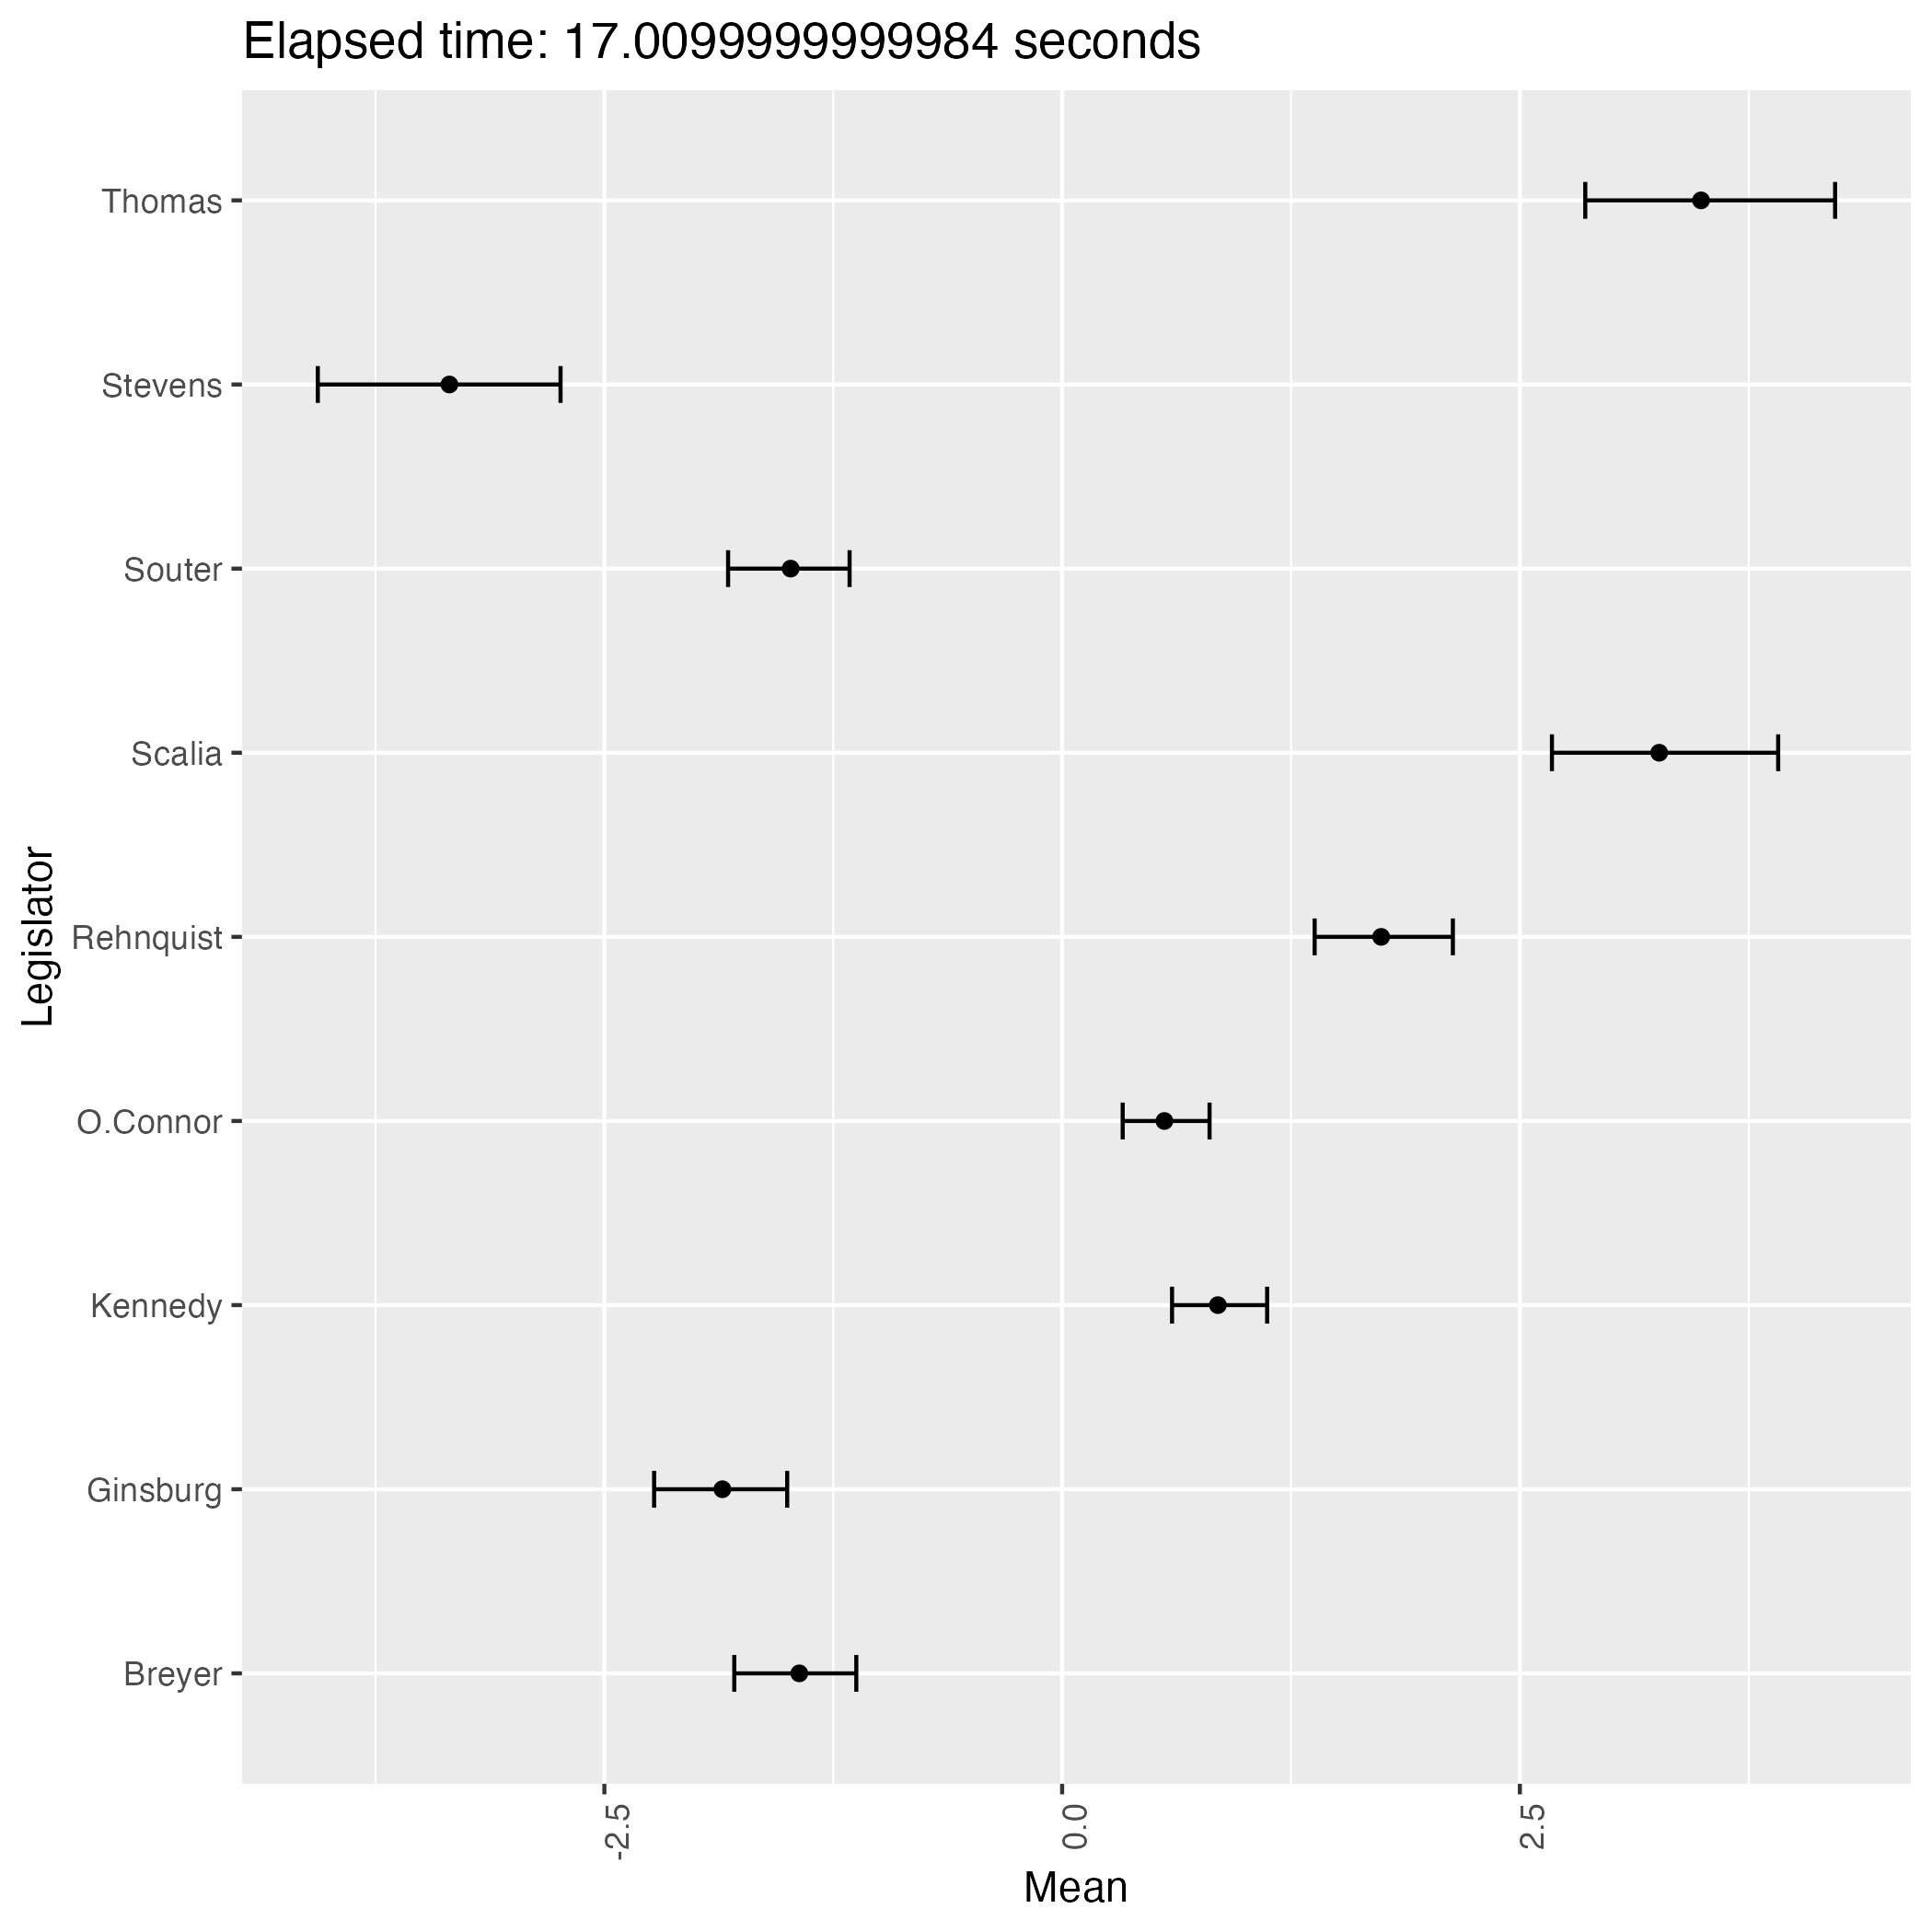 Elapsed time: 17.0099999999984 seconds
Thomas
Stevens
Souter
Scalia
Rehnquist
O.Connor
Kennedy
Ginsburg
Breyer
Legislator
-2.5
0.0
2.5
Mean